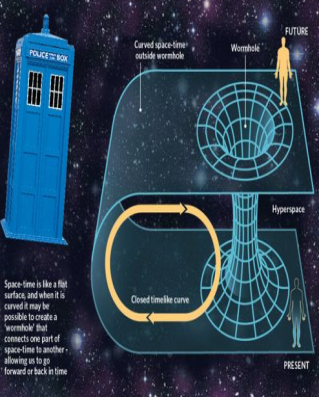 FUTURE
Curved space-time
outside wormhole
Wormhole
POLICE BOX
Hyperspace
Closed timelike curve
Space-time is like a flat
surface, and when it is
curved it may be
possible to create a
'wormhole' that
connects one part of
space-time to another -
allowing us to go
forward or back in time
PRESENT